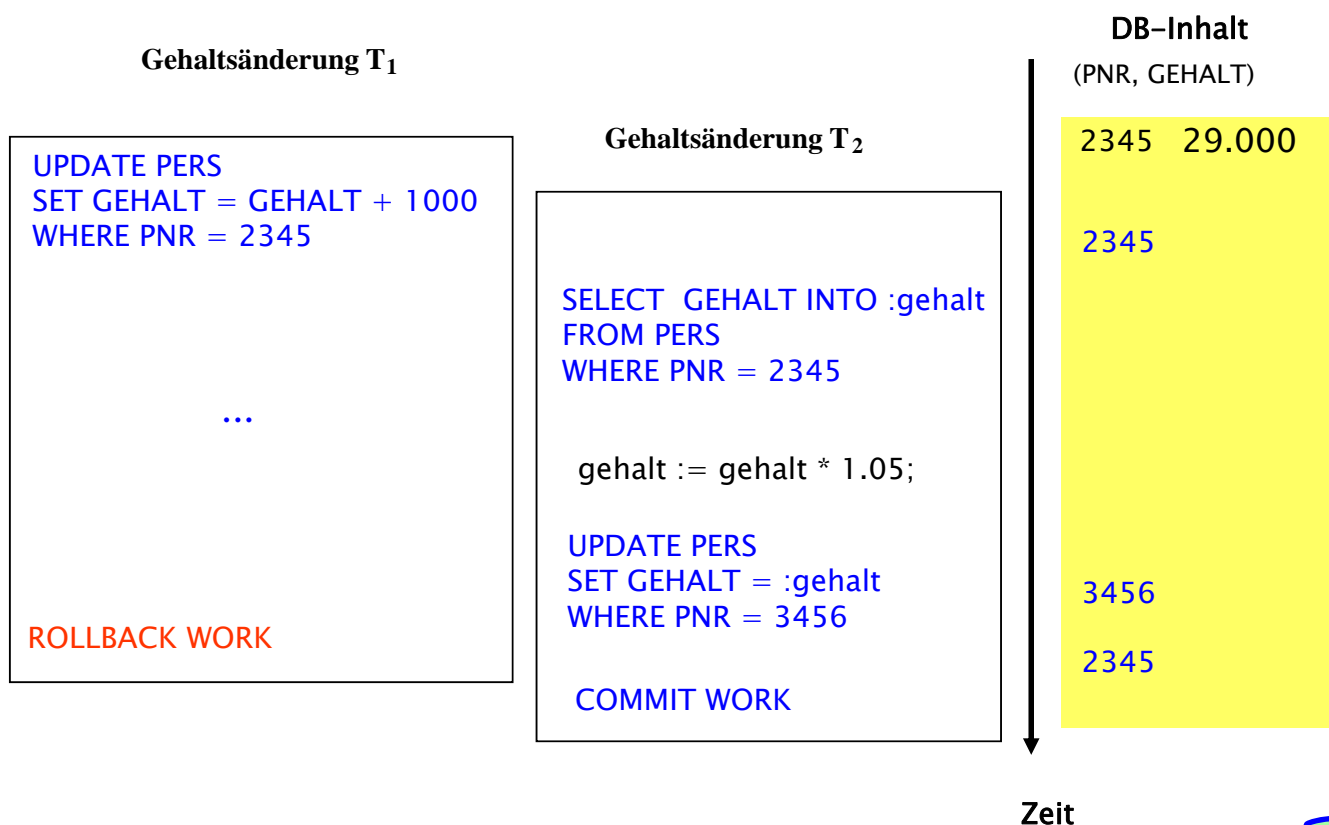 Gehaltsänderung T1
UPDATE PERS
SET GEHALT = GEHALT + 1000
WHERE PNR = 2345
...
ROLLBACK WORK
Gehaltsänderung T2
SELECT GEHALT INTO :gehalt
FROM PERS
WHERE PNR = 2345
gehalt := gehalt * 1.05;
UPDATE PERS
SET GEHALT = :gehalt
WHERE PNR = 3456
COMMIT WORK
DB-Inhalt
(PNR, GEHALT)
2345 29.000
2345
3456
2345
Zeit